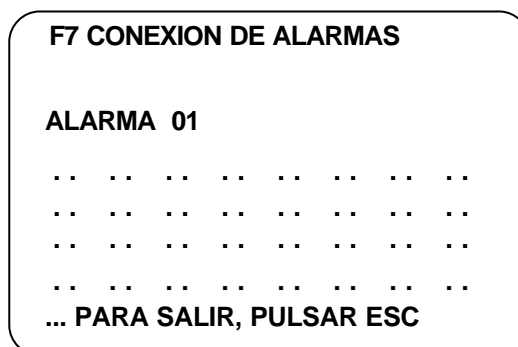 F7 CONEXION DE ALARMAS
ALARMA 01
. . . . . . . . . . . . . . . .
. . . . . . . . . . . . . . . .
. . . . . . . . . . . . . . . .
. . . . . . . . . . . . . . . .
... PARA SALIR, PULSAR ESC